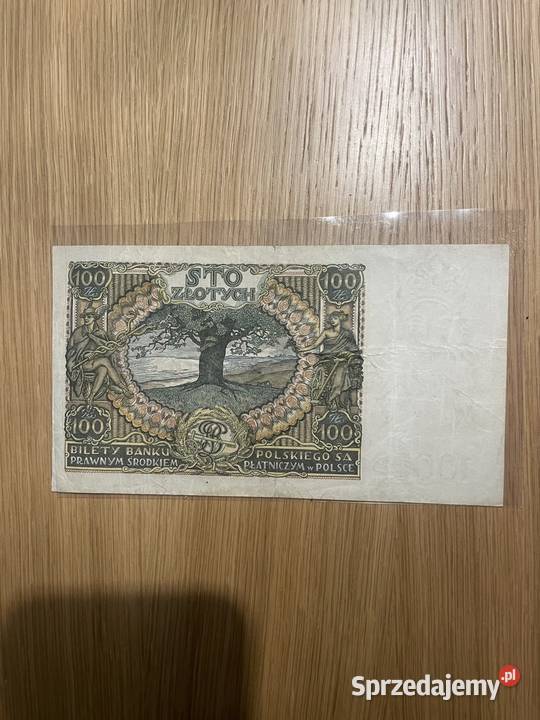 100 STO 100
ZŁOTYCH
100 100
BILETY BANKU POLSKIEGO SĄ
PRAWNYM ŚRODKIEM PŁATNICZYM W POLSCE
Sprzedajemy.pl